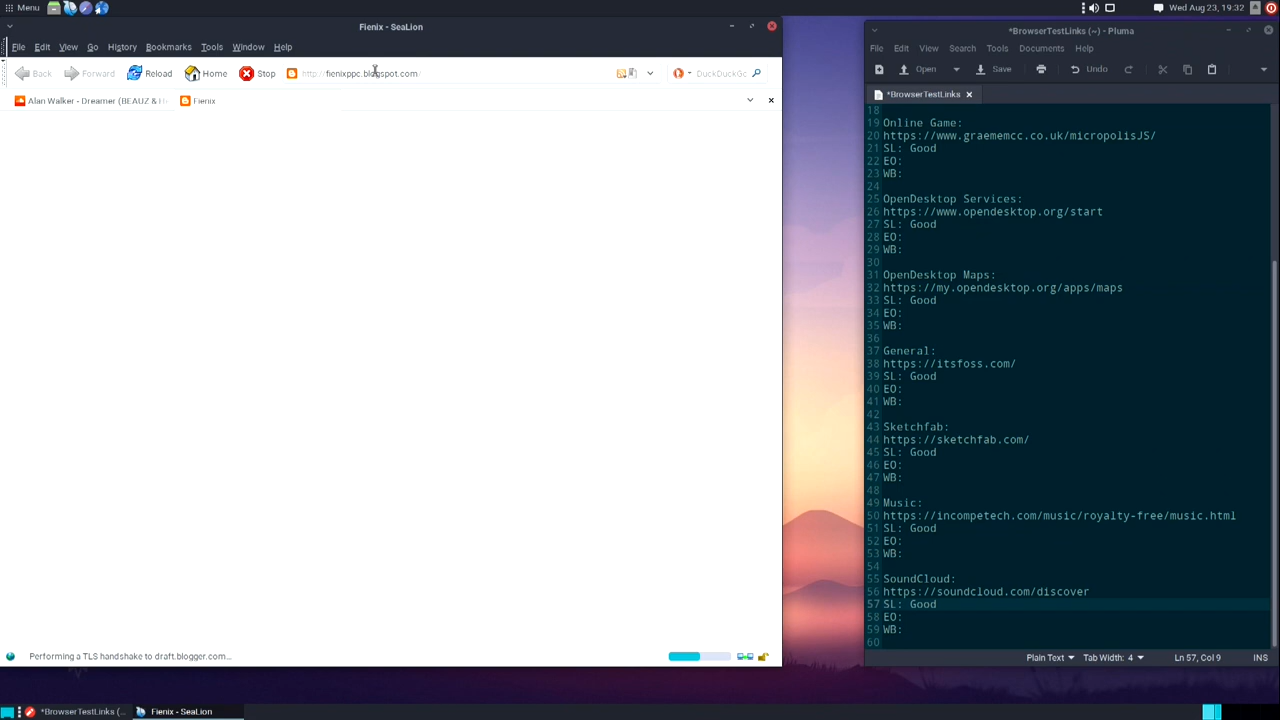 Menu
Wed Aug 23, 19:32
Fienix - SeaLion
File Edit View Go History Bookmarks Tools Window Help
Back Forward Reload Home Stop http://fienixppc.blogspot.com/ DuckDuckGo
Alan Walker - Dreamer (BEAUZ & H Fienix
Performing a TLS handshake to draft.blogger.com…
*BrowserTestLinks (~) - Pluma
File Edit View Search Tools Documents Help
Open Save Undo
*BrowserTestLinks
18
19 Online Game:
20 https://www.graememcc.co.uk/micropolisJS/
21 SL: Good
22 EO:
23 WB:
24
25 OpenDesktop Services:
26 https://www.opendesktop.org/start
27 SL: Good
28 EO:
29 WB:
30
31 OpenDesktop Maps:
32 https://my.opendesktop.org/apps/maps
33 SL: Good
34 EO:
35 WB:
36
37 General:
38 https://itsfoss.com/
39 SL: Good
40 EO:
41 WB:
42
43 Sketchfab:
44 https://sketchfab.com/
45 SL: Good
46 EO:
47 WB:
48
49 Music:
50 https://incompetech.com/music/royalty-free/music.html
51 SL: Good
52 EO:
53 WB:
54
55 SoundCloud:
56 https://soundcloud.com/discover
57 SL: Good
58 EO:
59 WB:
60
Plain Text Tab Width: 4 Ln 57, Col 9 INS
*BrowserTestLinks (… Fienix - SeaLion